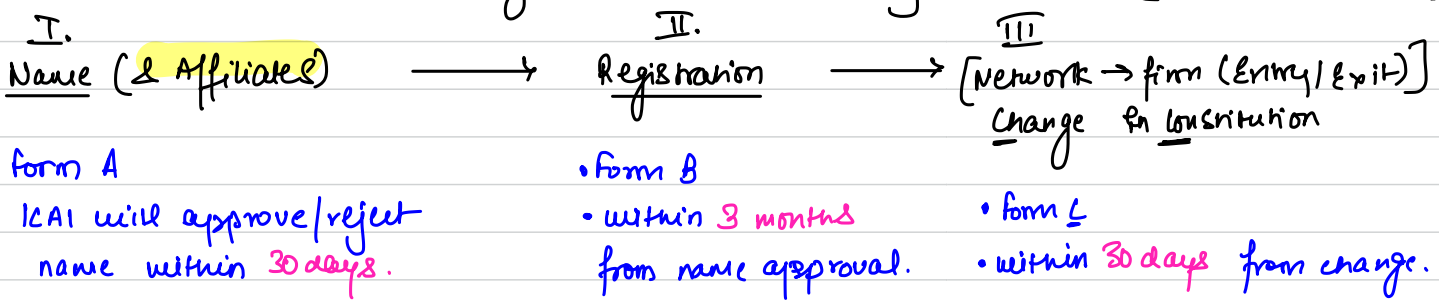 I.
Name (& Affiliates) → Registration → [Network → firm (Entry/Exit)]
II.
III
Change in Constitution
Form A
ICAI will approve/reject
name within 30 days.
• Form B
• within 3 months
from name approval.
• form C
• within 30 days from change.